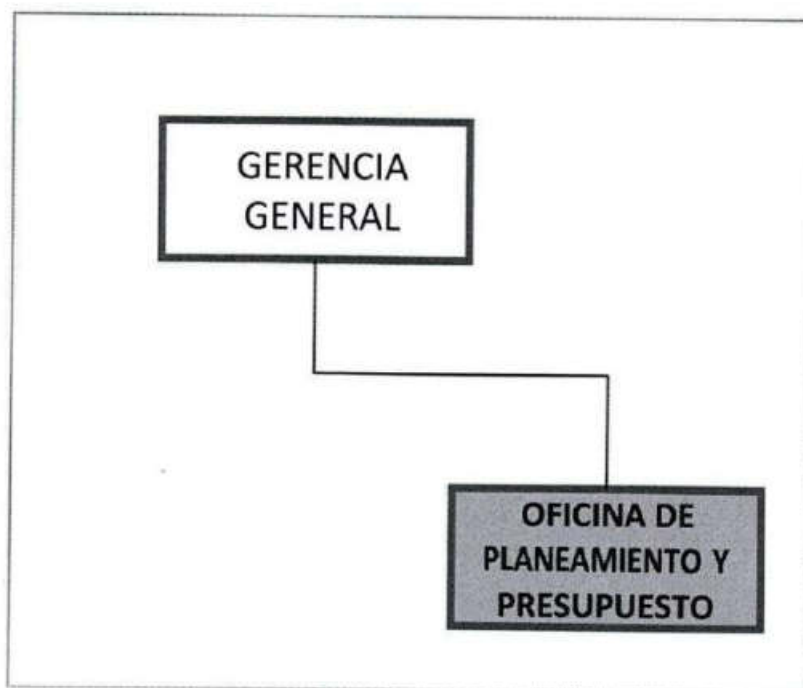 GERENCIA
GENERAL
OFICINA DE
PLANEAMIENTO Y
PRESUPUESTO